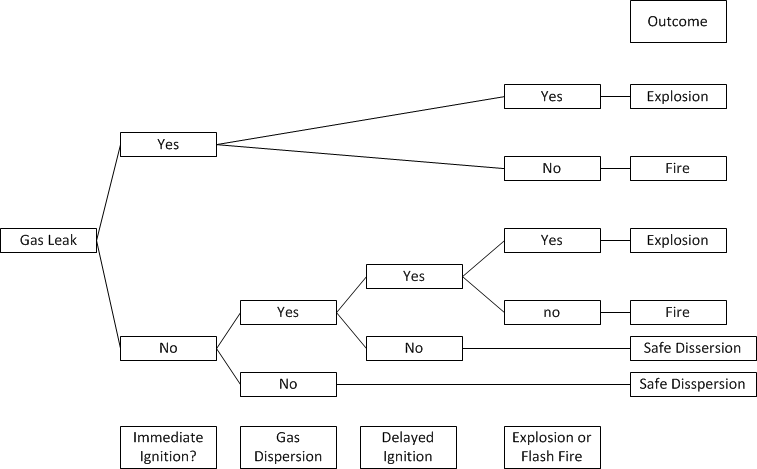 Outcome
Yes
Explosion
Yes
No
Fire
Gas Leak
Yes
Explosion
Yes
Yes
no
Fire
No
No
Safe Dissersion
No
Safe Disspersion
Immediate
Ignition?
Gas
Dispersion
Delayed
Ignition
Explosion or
Flash Fire